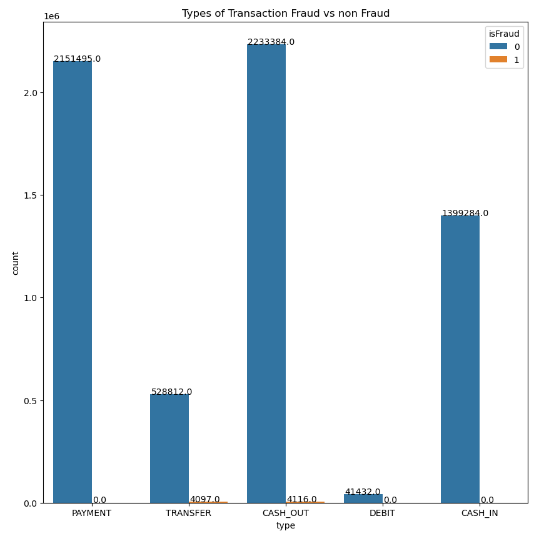 Types of Transaction Fraud vs non Fraud
1e6
isFraud
0
1
2151495.0
0.0
528812.0
4097.0
2233384.0
4116.0
41432.0
0.0
1399284.0
0.0
2.0
1.5
1.0
0.5
0.0
count
PAYMENT TRANSFER CASH_OUT DEBIT CASH_IN
type